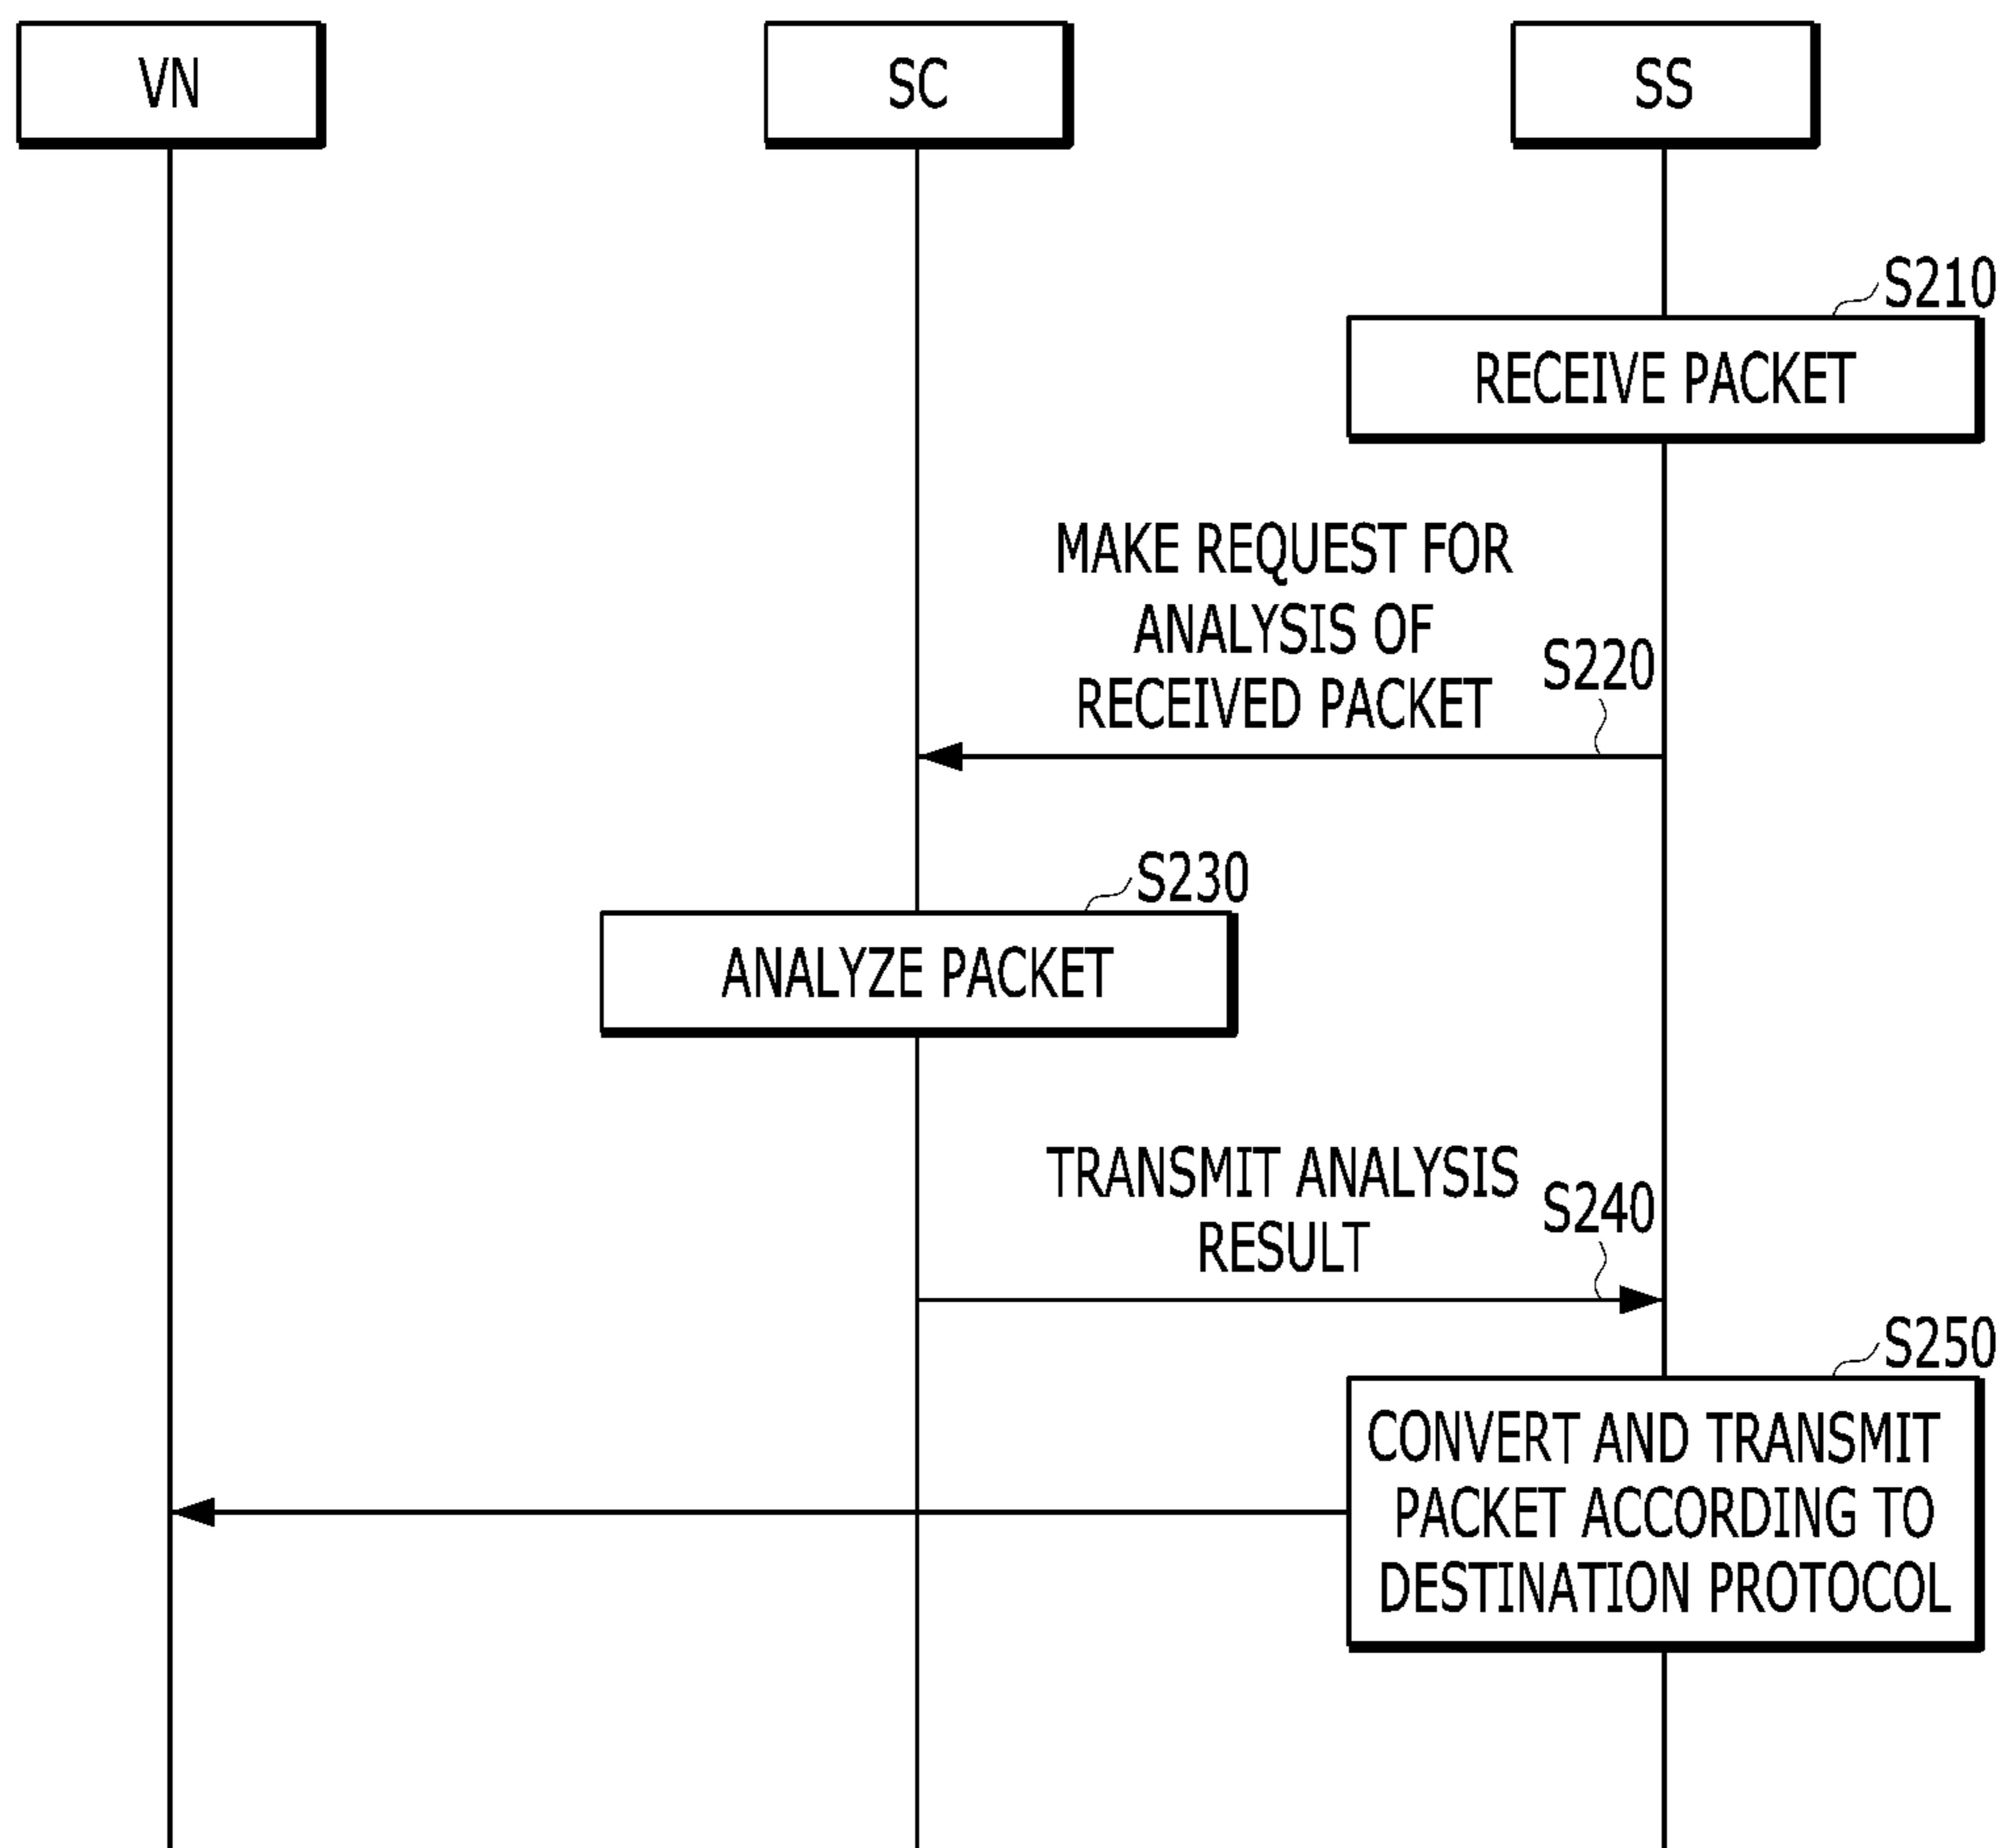 VN
SC
SS
S210
RECEIVE PACKET
MAKE REQUEST FOR
ANALYSIS OF
RECEIVED PACKET
S220
S230
ANALYZE PACKET
TRANSMIT ANALYSIS
RESULT
S240
S250
CONVERT AND TRANSMIT
PACKET ACCORDING TO
DESTINATION PROTOCOL